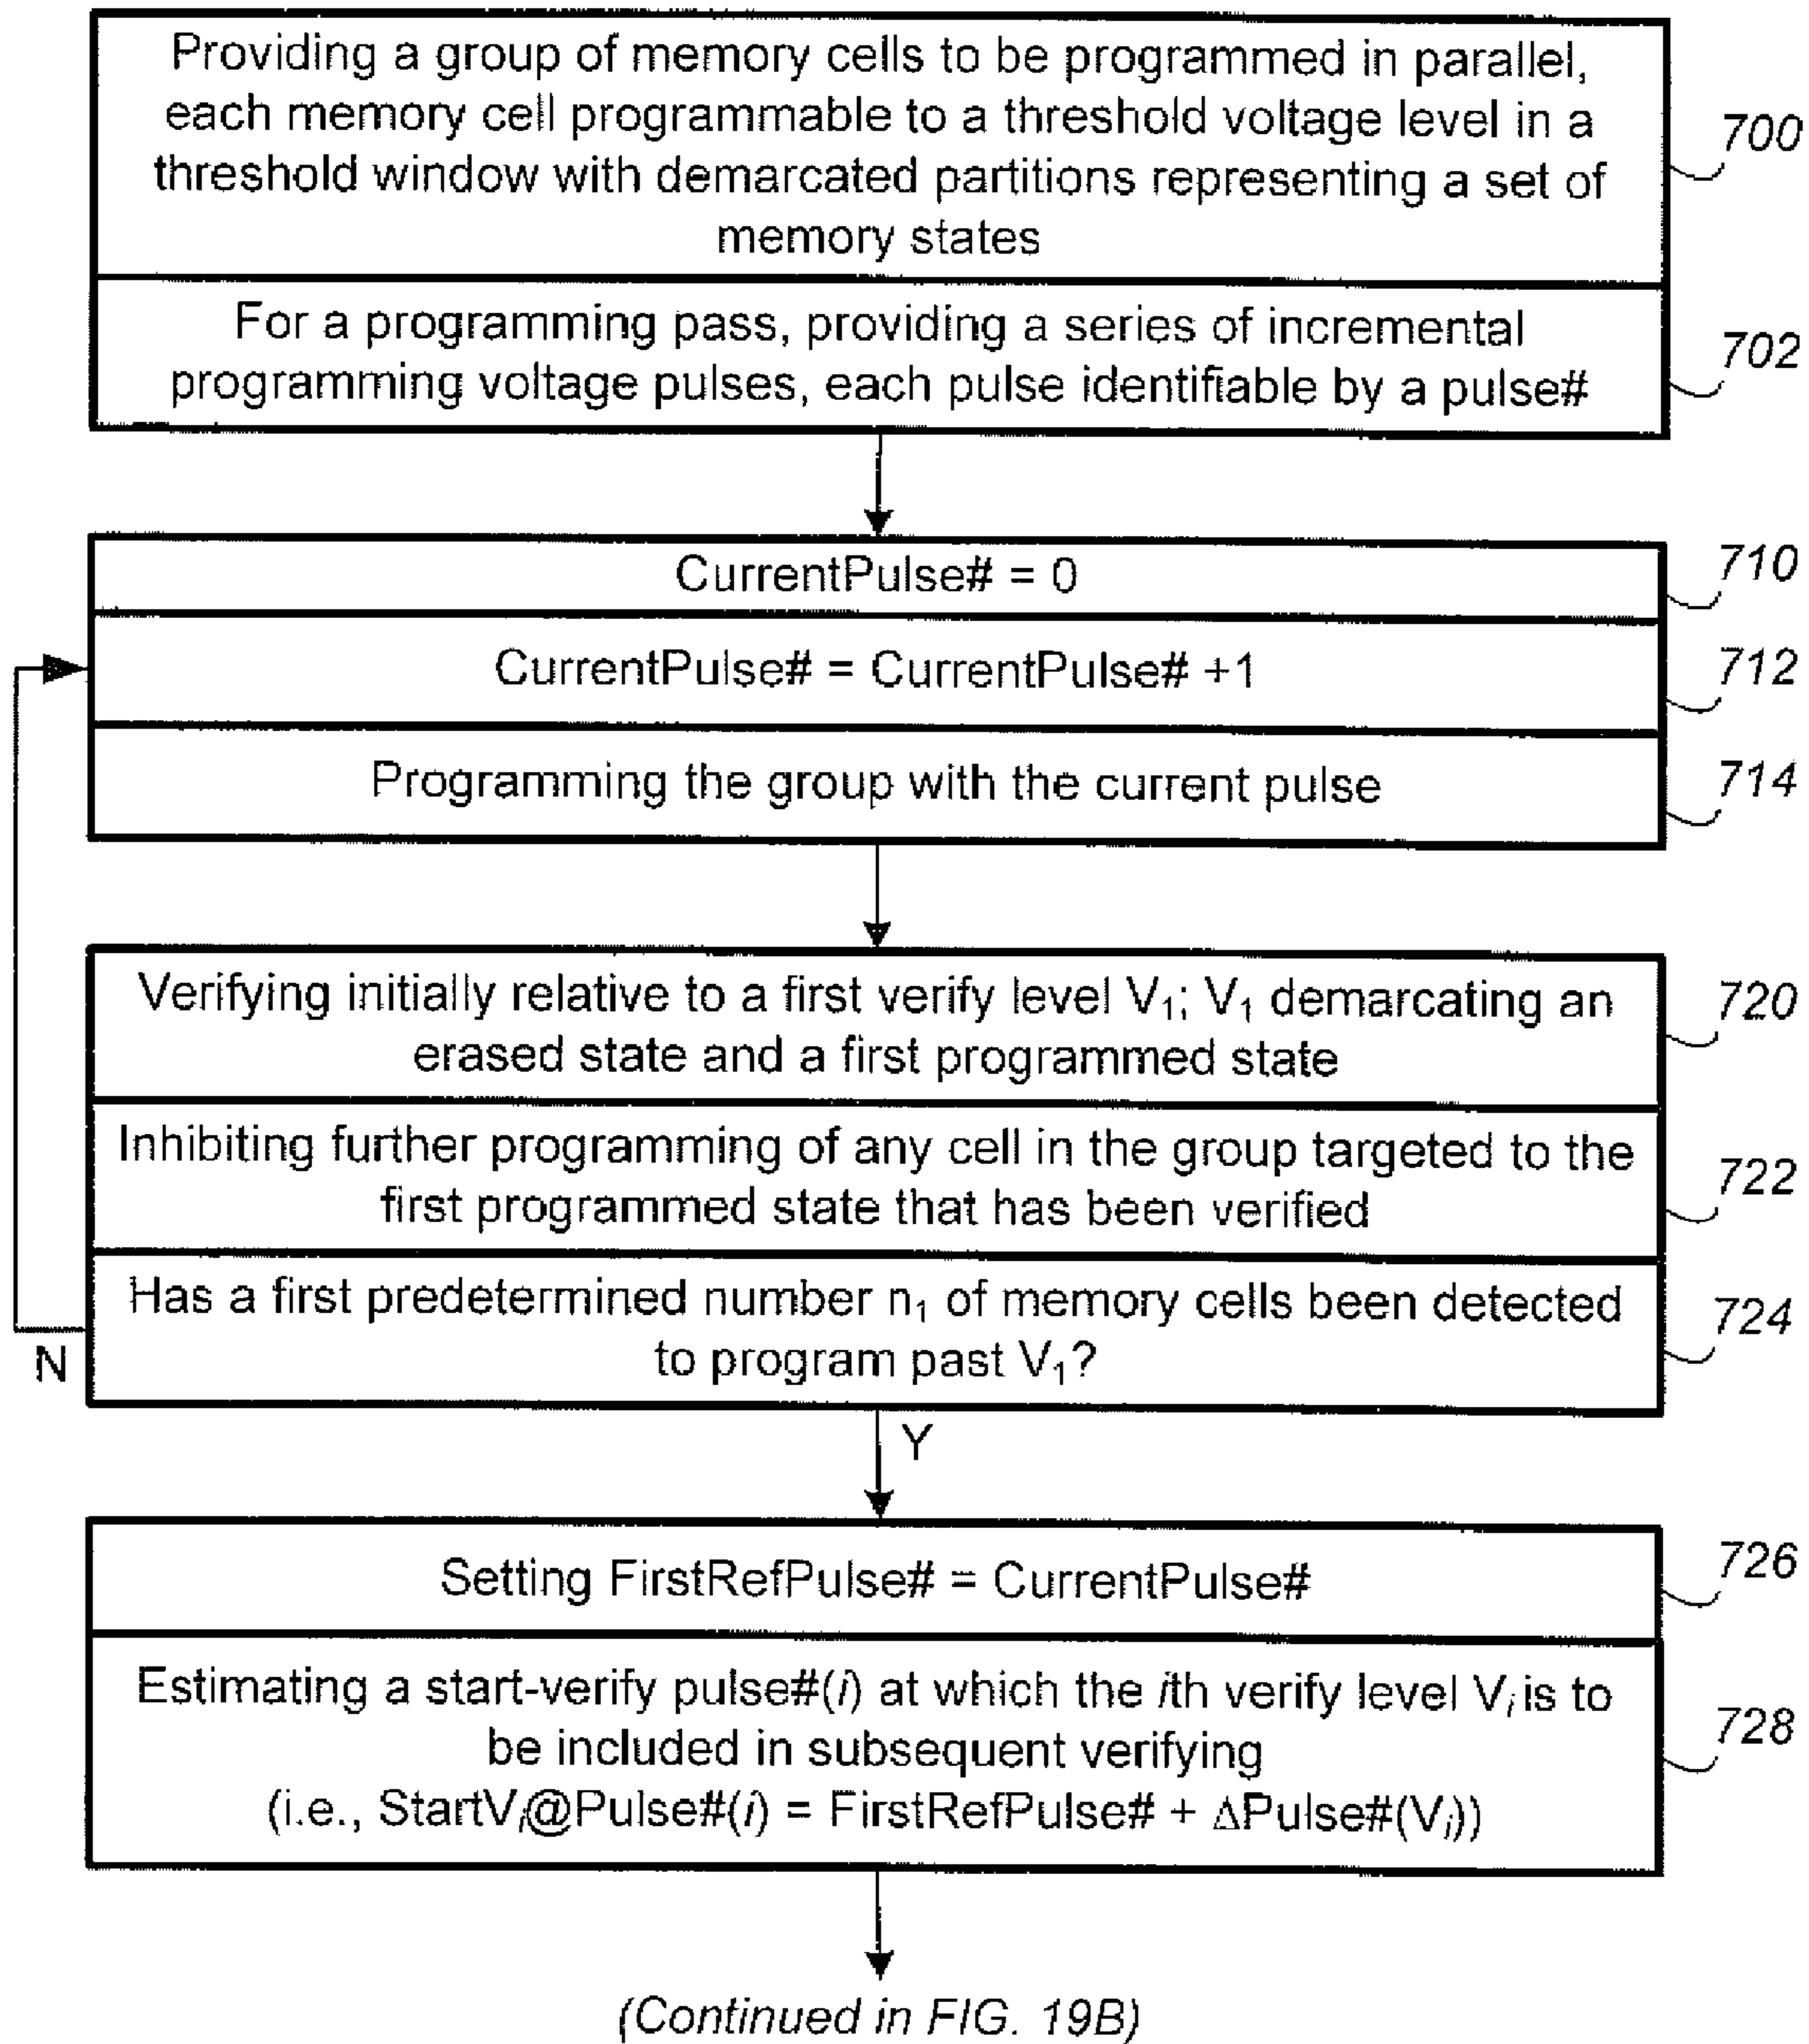 Providing a group of memory cells to be programmed in parallel,
each memory cell programmable to a threshold voltage level in a
threshold window with demarcated partitions representing a set of
memory states
700
For a programming pass, providing a series of incremental
programming voltage pulses, each pulse identifiable by a pulse#
702
CurrentPulse# = 0
710
CurrentPulse# = CurrentPulse# +1
712
Programming the group with the current pulse
714
Verifying initially relative to a first verify level V₁; V₁ demarcating an
erased state and a first programmed state
720
Inhibiting further programming of any cell in the group targeted to the
first programmed state that has been verified
722
Has a first predetermined number n₁ of memory cells been detected
to program past V₁?
724
N
Y
Setting FirstRefPulse# = CurrentPulse#
726
Estimating a start-verify pulse#(i) at which the ith verify level Vᵢ is to
be included in subsequent verifying
(i.e., StartVᵢ@Pulse#(i) = FirstRefPulse# + ΔPulse#(Vᵢ))
728
(Continued in FIG. 19B)